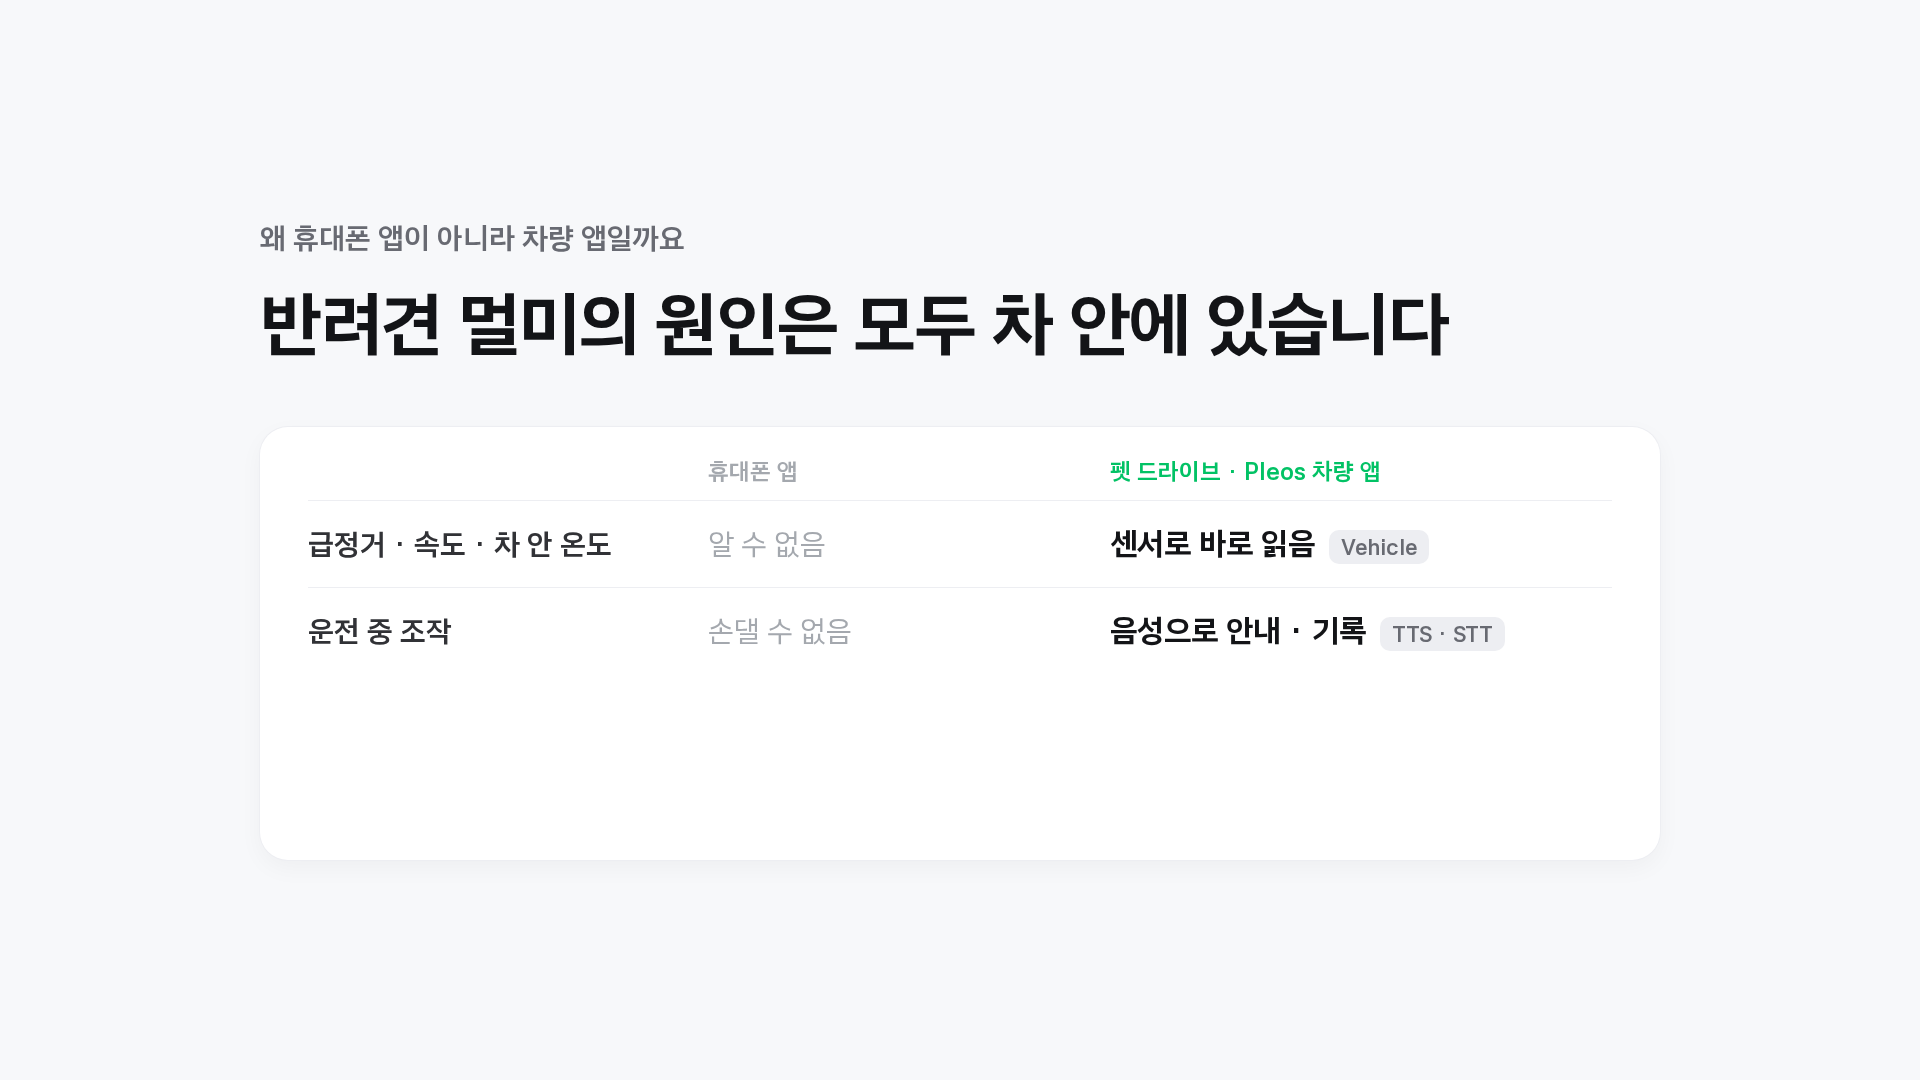 왜 휴대폰 앱이 아니라 차량 앱일까요
반려견 멀미의 원인은 모두 차 안에 있습니다
휴대폰 앱 펫 드라이브 · Pleos 차량 앱
급정거 · 속도 · 차 안 온도 알 수 없음 센서로 바로 읽음 Vehicle
운전 중 조작 손댈 수 없음 음성으로 안내 · 기록 TTS · STT